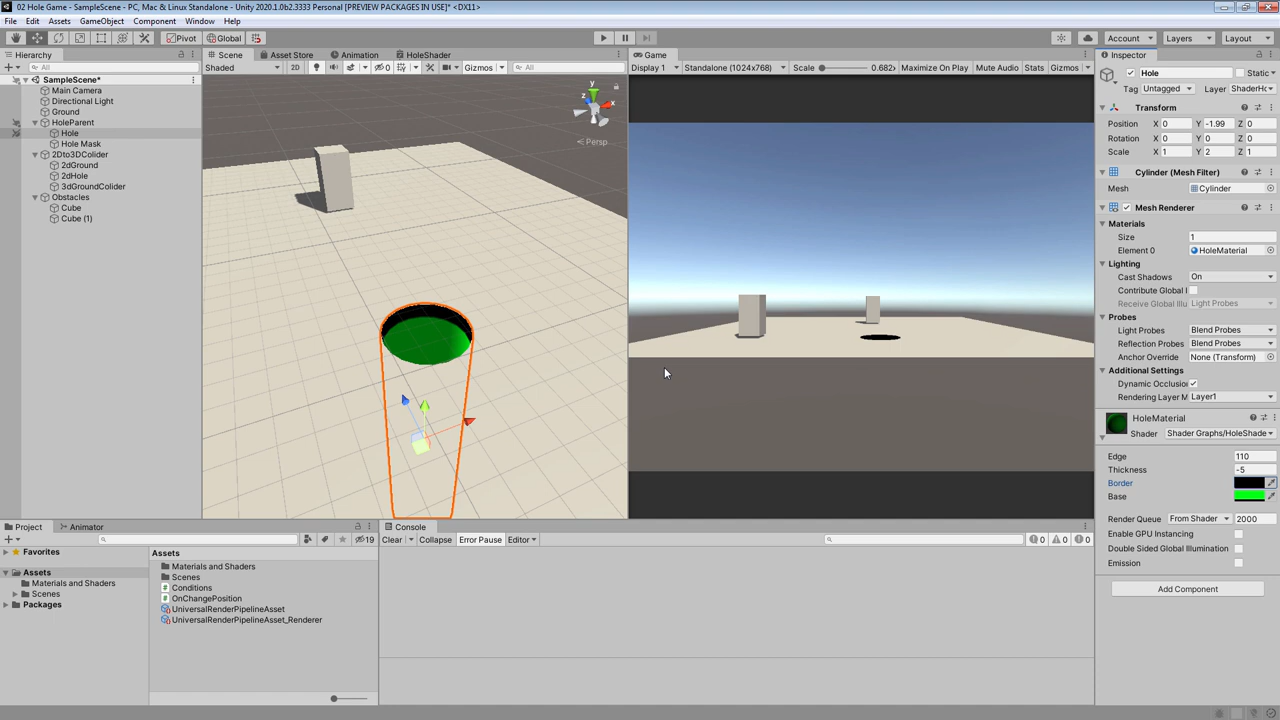 02 Hole Game - SampleScene - PC, Mac & Linux Standalone - Unity 2020.1.0b2.3333 Personal [PREVIEW PACKAGES IN USE]* <DX11>
File Edit Assets GameObject Component Window Help
Pivot Global Account Layers Layout
Hierarchy
All
SampleScene*
Main Camera
Directional Light
Ground
HoleParent
Hole
Hole Mask
2Dto3DColider
2dGround
2dHole
3dGroundColider
Obstacles
Cube
Cube (1)
Scene Asset Store Animation HoleShader
Shaded 2D 0 Gizmos All
y
z x
Persp
Game
Display 1 Standalone (1024x768) Scale 0.682x Maximize On Play Mute Audio Stats Gizmos
Inspector
Hole Static
Tag Untagged Layer ShaderHo
Transform
Position X 0 Y -1.99 Z 0
Rotation X 0 Y 0 Z 0
Scale X 1 Y 2 Z 1
Cylinder (Mesh Filter)
Mesh Cylinder
Mesh Renderer
Materials
Size 1
Element 0 HoleMaterial
Lighting
Cast Shadows On
Contribute Global I
Receive Global Illu Light Probes
Probes
Light Probes Blend Probes
Reflection Probes Blend Probes
Anchor Override None (Transform)
Additional Settings
Dynamic Occlusio
Rendering Layer M Layer1
HoleMaterial
Shader Shader Graphs/HoleShade
Edge 110
Thickness -5
Border
Base
Render Queue From Shader 2000
Enable GPU Instancing
Double Sided Global Illumination
Emission
Add Component
Project Animator
19
Favorites
Assets
Materials and Shaders
Scenes
Packages
Assets
Materials and Shaders
Scenes
Conditions
OnChangePosition
UniversalRenderPipelineAsset
UniversalRenderPipelineAsset_Renderer
Console
Clear Collapse Error Pause Editor 0 0 0